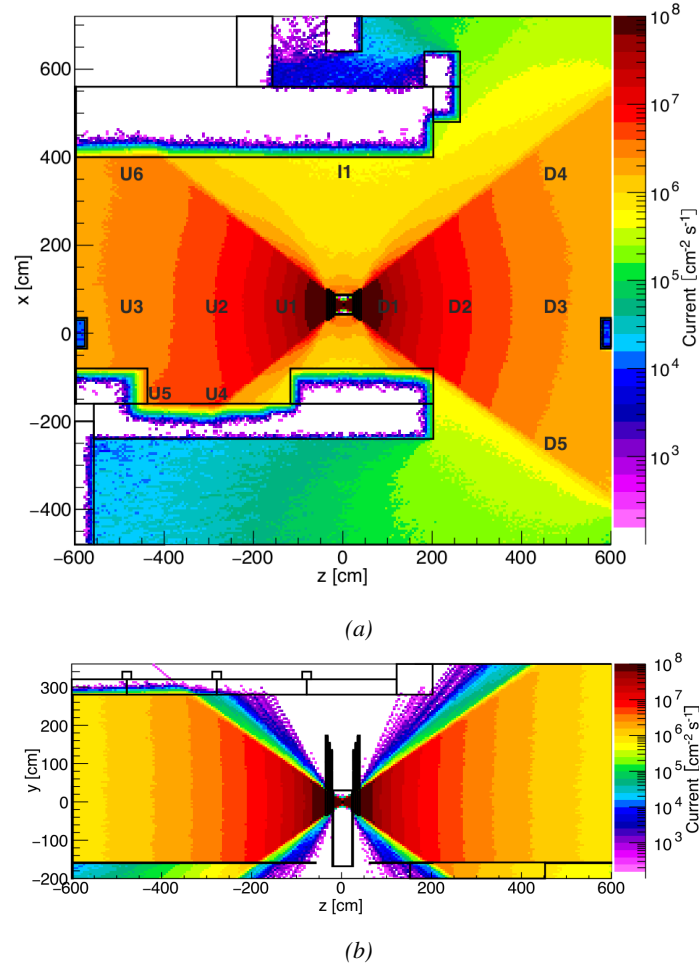 600
400
200
0
−200
−400
x [cm]
U6
I1
D4
U3
U2
U1
D1
D2
D3
U5
U4
D5
−600
−400
−200
0
200
400
600
z [cm]
10^8
10^7
10^6
10^5
10^4
10^3
Current [cm^-2 s^-1]
(a)
300
200
100
0
−100
−200
y [cm]
−600
−400
−200
0
200
400
600
z [cm]
10^8
10^7
10^6
10^5
10^4
10^3
Current [cm^-2 s^-1]
(b)